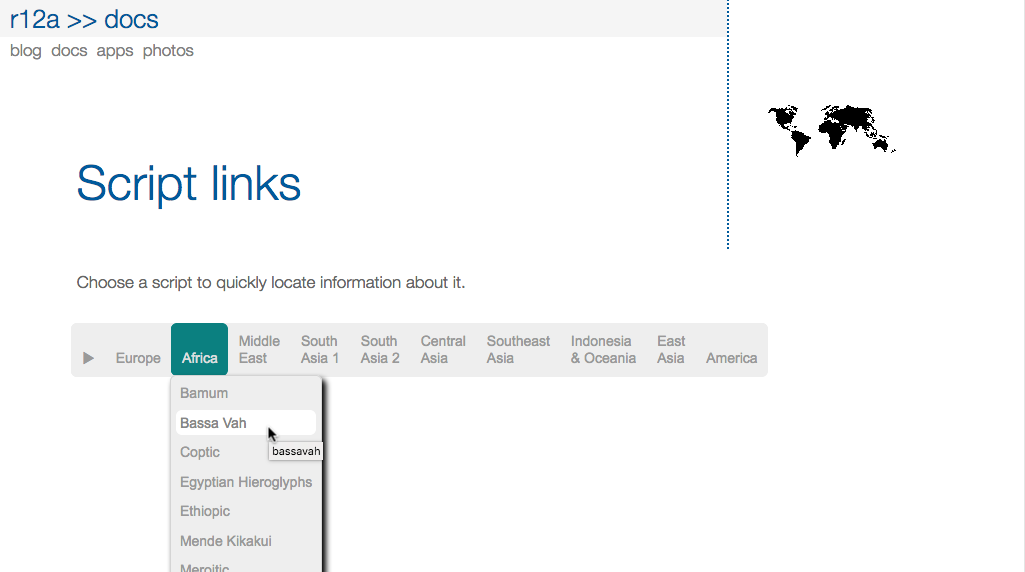 r12a >> docs
blog docs apps photos
Script links
Choose a script to quickly locate information about it.
▶ Europe Africa Middle East South Asia 1 South Asia 2 Central Asia Southeast Asia Indonesia & Oceania East Asia America
Bamum
Bassa Vah
bassavah
Coptic
Egyptian Hieroglyphs
Ethiopic
Mende Kikakui
Meroitic